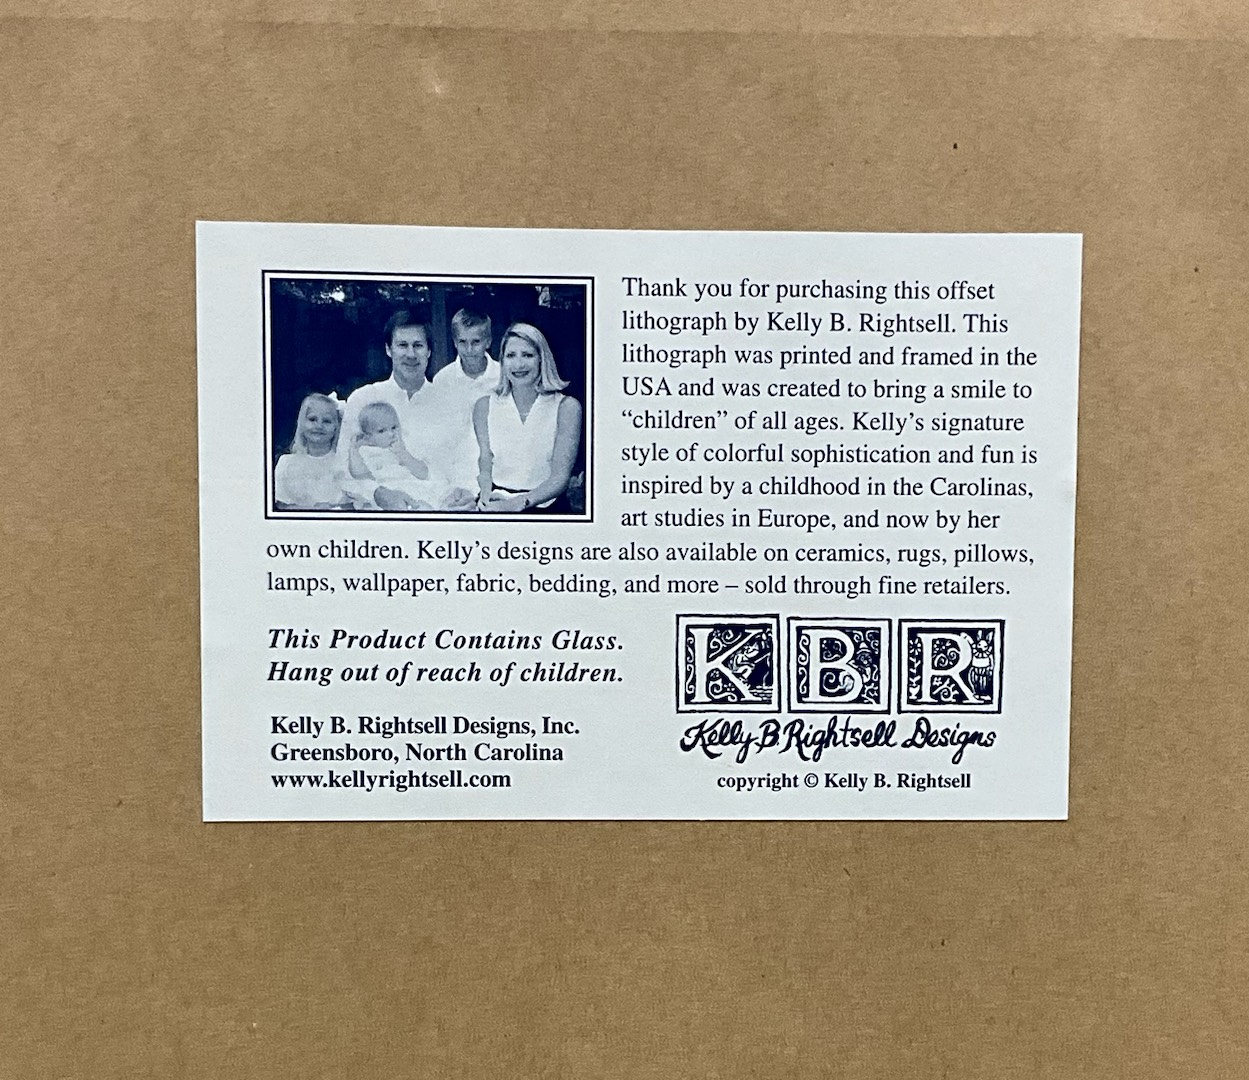 Thank you for purchasing this offset
lithograph by Kelly B. Rightsell. This
lithograph was printed and framed in the
USA and was created to bring a smile to
“children” of all ages. Kelly’s signature
style of colorful sophistication and fun is
inspired by a childhood in the Carolinas,
art studies in Europe, and now by her
own children. Kelly’s designs are also available on ceramics, rugs, pillows,
lamps, wallpaper, fabric, bedding, and more – sold through fine retailers.
This Product Contains Glass.
Hang out of reach of children.
Kelly B. Rightsell Designs, Inc.
Greensboro, North Carolina
www.kellyrightsell.com
K B R
Kelly B. Rightsell Designs
copyright © Kelly B. Rightsell